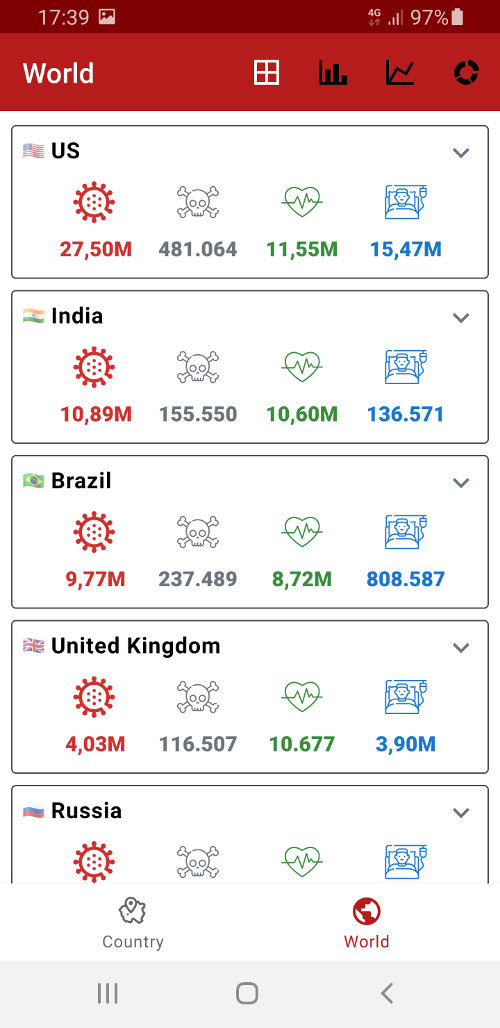 17:39 4G 97%
World
US
27,50M 481.064 11,55M 15,47M
India
10,89M 155.550 10,60M 136.571
Brazil
9,77M 237.489 8,72M 808.587
United Kingdom
4,03M 116.507 10.677 3,90M
Russia
Country World